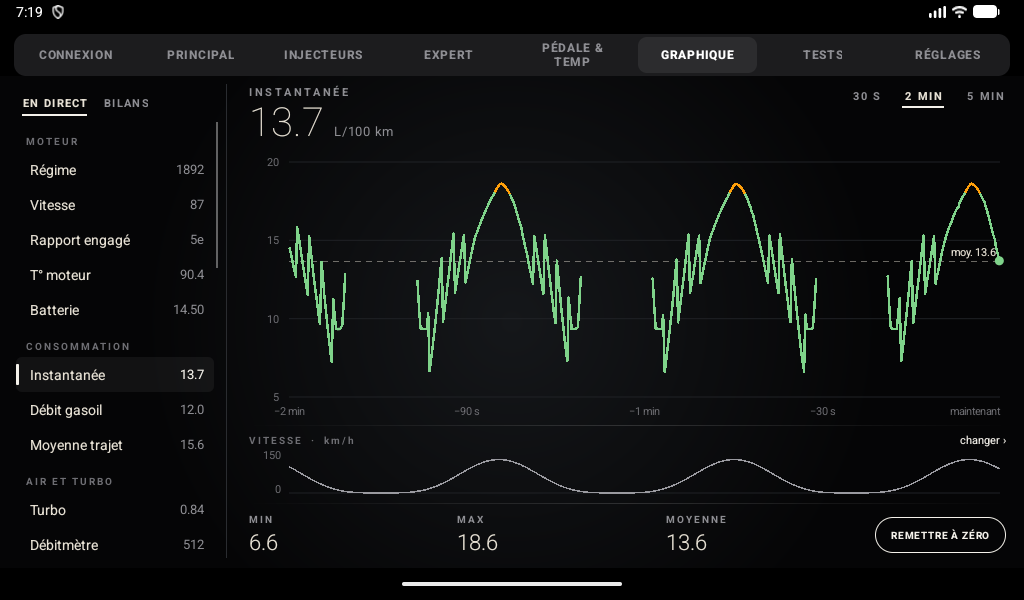 7:19
CONNEXION
PRINCIPAL
INJECTEURS
EXPERT
PÉDALE &
TEMP
GRAPHIQUE
TESTS
RÉGLAGES
EN DIRECT
BILANS
MOTEUR
Régime 1892
Vitesse 87
Rapport engagé 5e
T° moteur 90.4
Batterie 14.50
CONSOMMATION
Instantanée 13.7
Débit gasoil 12.0
Moyenne trajet 15.6
AIR ET TURBO
Turbo 0.84
Débitmètre 512
INSTANTANÉE
13.7 L/100 km
30 S
2 MIN
5 MIN
20
15
moy. 13.6
10
5
−2 min
−90 s
−1 min
−30 s
maintenant
VITESSE · km/h
changer ›
150
0
MIN
6.6
MAX
18.6
MOYENNE
13.6
REMETTRE À ZÉRO